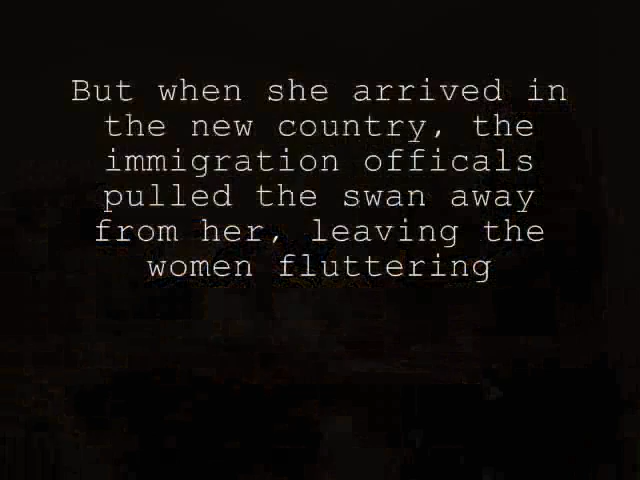 But when she arrived in
the new country, the
immigration officals
pulled the swan away
from her, leaving the
women fluttering